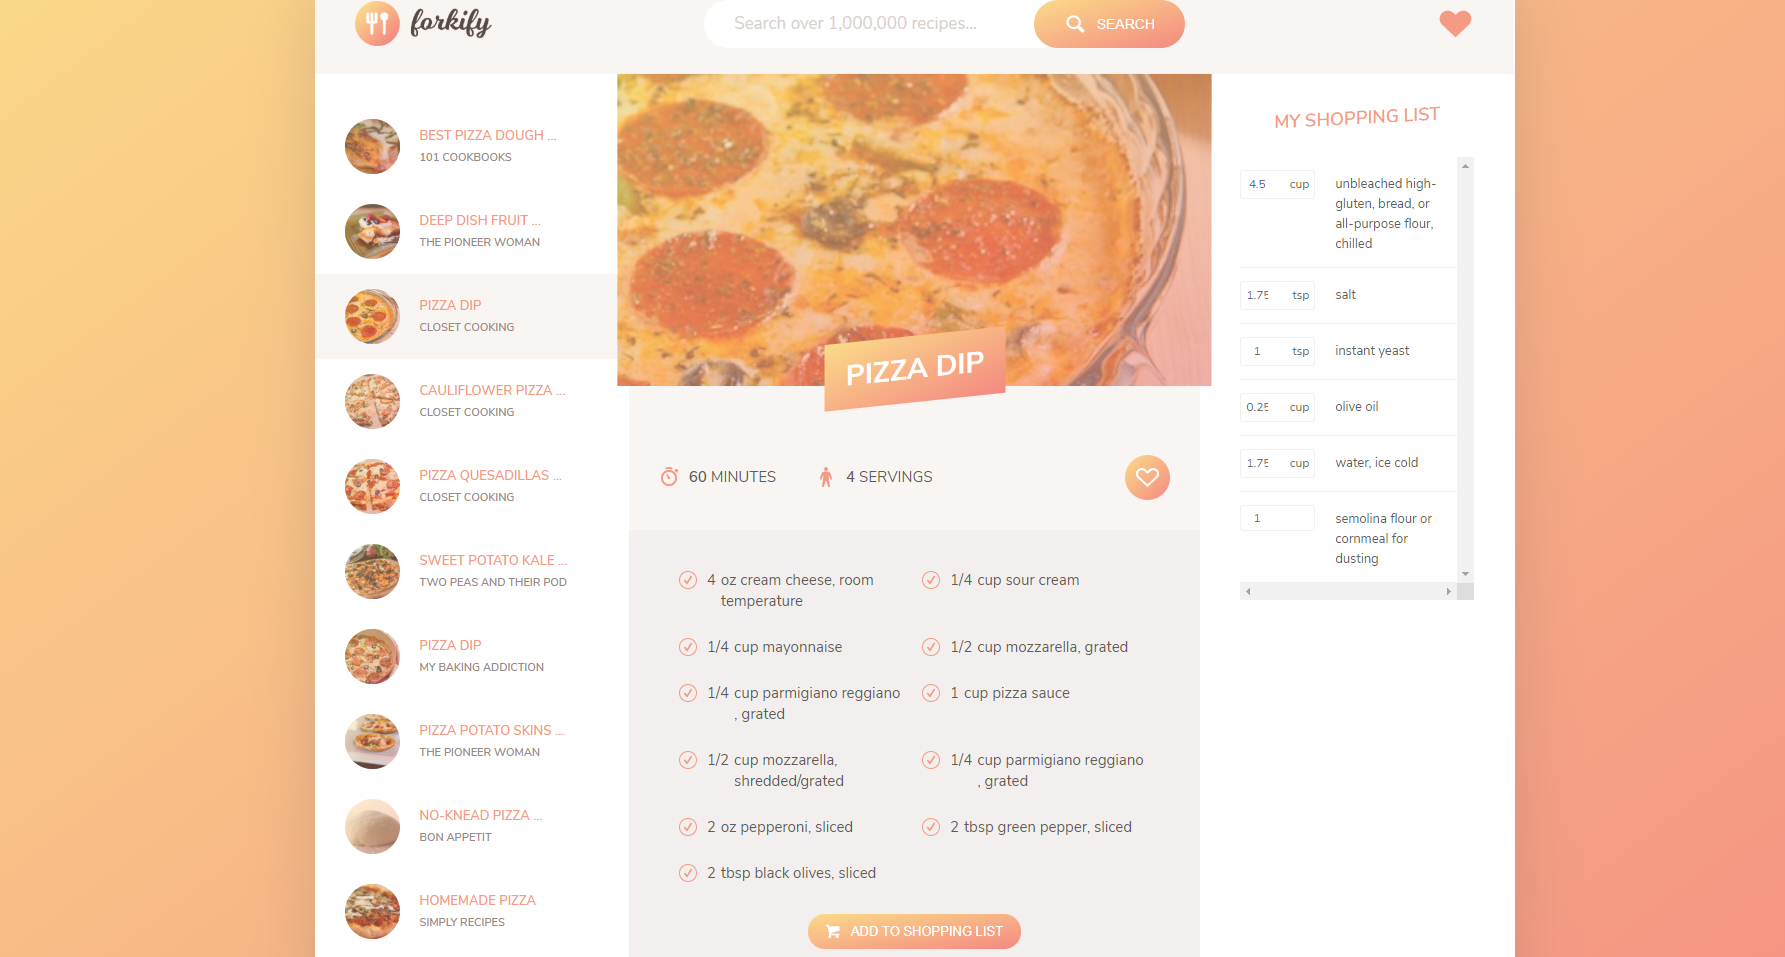 forkify
Search over 1,000,000 recipes...
SEARCH
BEST PIZZA DOUGH ...
101 COOKBOOKS
DEEP DISH FRUIT ...
THE PIONEER WOMAN
PIZZA DIP
CLOSET COOKING
CAULIFLOWER PIZZA ...
CLOSET COOKING
PIZZA QUESADILLAS ...
CLOSET COOKING
SWEET POTATO KALE ...
TWO PEAS AND THEIR POD
PIZZA DIP
MY BAKING ADDICTION
PIZZA POTATO SKINS ...
THE PIONEER WOMAN
NO-KNEAD PIZZA ...
BON APPETIT
HOMEMADE PIZZA
SIMPLY RECIPES
PIZZA DIP
60 MINUTES
4 SERVINGS
4 oz cream cheese, room
temperature
1/4 cup sour cream
1/4 cup mayonnaise
1/2 cup mozzarella, grated
1/4 cup parmigiano reggiano
, grated
1 cup pizza sauce
1/2 cup mozzarella,
shredded/grated
1/4 cup parmigiano reggiano
, grated
2 oz pepperoni, sliced
2 tbsp green pepper, sliced
2 tbsp black olives, sliced
ADD TO SHOPPING LIST
MY SHOPPING LIST
4.5 cup unbleached high-
gluten, bread, or
all-purpose flour,
chilled
1.75 tsp salt
1 tsp instant yeast
0.25 cup olive oil
1.75 cup water, ice cold
1 semolina flour or
cornmeal for
dusting